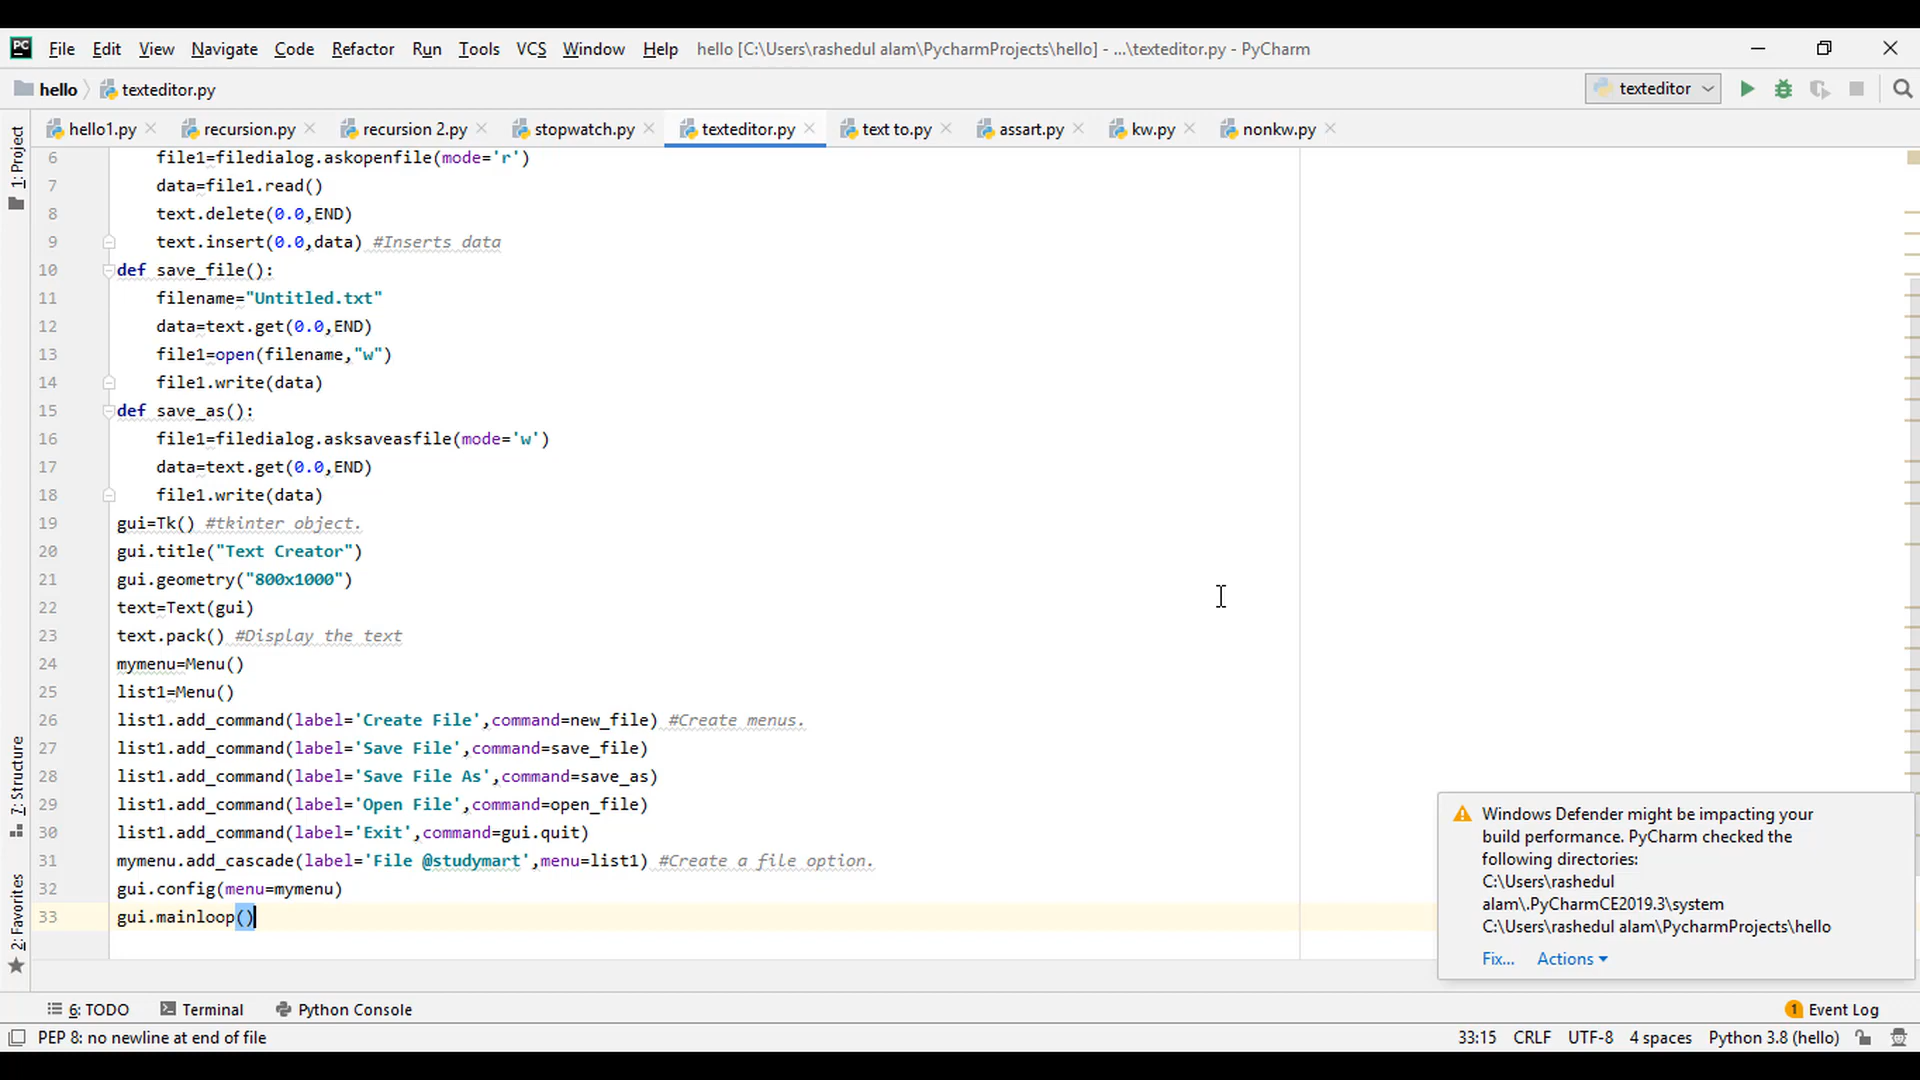 PC File Edit View Navigate Code Refactor Run Tools VCS Window Help hello [C:\Users\rashedul alam\PycharmProjects\hello] - ...\texteditor.py - PyCharm
hello texteditor.py texteditor
hello1.py recursion.py recursion 2.py stopwatch.py texteditor.py text to.py assart.py kw.py nonkw.py
1: Project
7: Structure
2: Favorites
6 file1=filedialog.askopenfile(mode='r')
7 data=file1.read()
8 text.delete(0.0,END)
9 text.insert(0.0,data) #Inserts data
10 def save_file():
11 filename="Untitled.txt"
12 data=text.get(0.0,END)
13 file1=open(filename,"w")
14 file1.write(data)
15 def save_as():
16 file1=filedialog.asksaveasfile(mode='w')
17 data=text.get(0.0,END)
18 file1.write(data)
19 gui=Tk() #tkinter object.
20 gui.title("Text Creator")
21 gui.geometry("800x1000")
22 text=Text(gui)
23 text.pack() #Display the text
24 mymenu=Menu()
25 list1=Menu()
26 list1.add_command(label='Create File',command=new_file) #Create menus.
27 list1.add_command(label='Save File',command=save_file)
28 list1.add_command(label='Save File As',command=save_as)
29 list1.add_command(label='Open File',command=open_file)
30 list1.add_command(label='Exit',command=gui.quit)
31 mymenu.add_cascade(label='File @studymart',menu=list1) #Create a file option.
32 gui.config(menu=mymenu)
33 gui.mainloop()
Windows Defender might be impacting your
build performance. PyCharm checked the
following directories:
C:\Users\rashedul
alam\.PyCharmCE2019.3\system
C:\Users\rashedul alam\PycharmProjects\hello
Fix... Actions
6: TODO Terminal Python Console 1 Event Log
PEP 8: no newline at end of file 33:15 CRLF UTF-8 4 spaces Python 3.8 (hello)